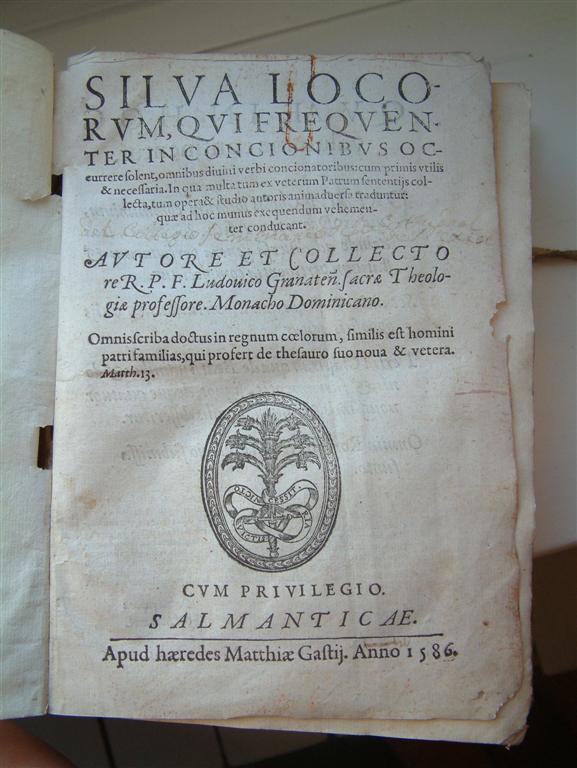 SILVA LOCO-
RVM, QVI FREQVEN-
TER IN CONCIONIBVS OC-
currere solent, omnibus diuini verbi concionatoribus: cum primis vtilis
& necessaria. In qua multa tum ex veterum Patrum sententijs col-
lecta, tum opera & studio autoris animaduersa traduntur:
quæ ad hoc munus exequendum vehemen-
ter conducant.
AVTORE ET COLLECTO
re R. P. F. Ludouico Granateñ. sacræ Theolo-
giæ professore. Monacho Dominicano.
Omnis scriba doctus in regnum cœlorum, similis est homini
patri familias, qui profert de thesauro suo noua & vetera.
Matth. 13.
CESSIT
CVM PRIVILEGIO.
SALMANTICAE.
Apud hæredes Matthiæ Gastij. Anno 1586.